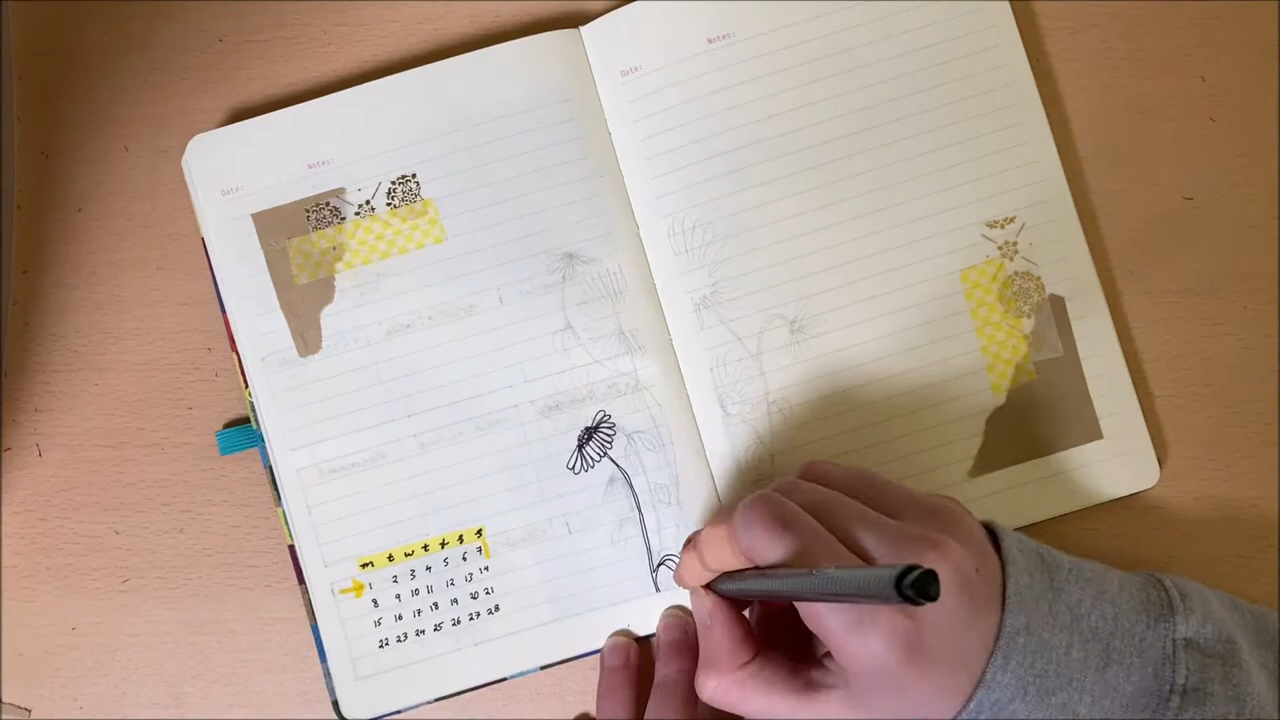 Notes:
Date:
Notes:
Date:
m t w t f s s
1 2 3 4 5 6 7
8 9 10 11 12 13 14
15 16 17 18 19 20 21
22 23 24 25 26 27 28